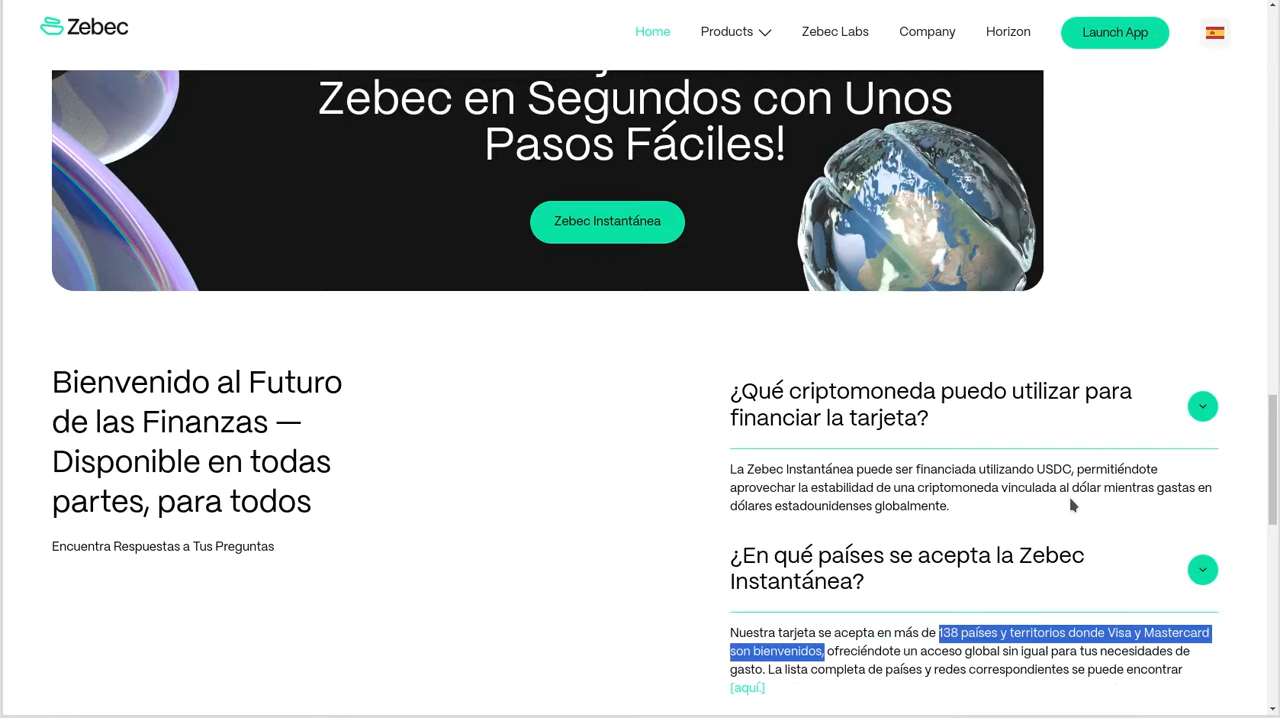 Zebec
Home
Products
Zebec Labs
Company
Horizon
Launch App
Zebec en Segundos con Unos
Pasos Fáciles!
Zebec Instantánea
Bienvenido al Futuro
de las Finanzas —
Disponible en todas
partes, para todos
Encuentra Respuestas a Tus Preguntas
¿Qué criptomoneda puedo utilizar para
financiar la tarjeta?
La Zebec Instantánea puede ser financiada utilizando USDC, permitiéndote
aprovechar la estabilidad de una criptomoneda vinculada al dólar mientras gastas en
dólares estadounidenses globalmente.
¿En qué países se acepta la Zebec
Instantánea?
Nuestra tarjeta se acepta en más de 138 países y territorios donde Visa y Mastercard
son bienvenidos, ofreciéndote un acceso global sin igual para tus necesidades de
gasto. La lista completa de países y redes correspondientes se puede encontrar
[aquí.]